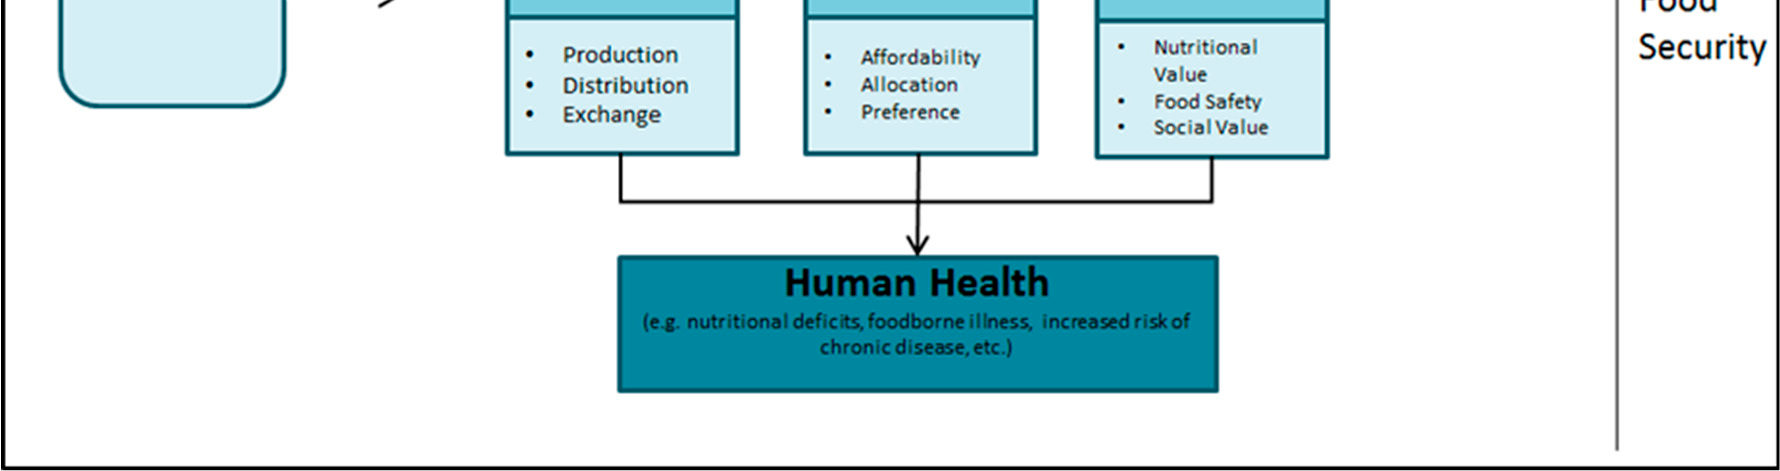 Food
Security
• Production
• Distribution
• Exchange
• Affordability
• Allocation
• Preference
• Nutritional
Value
• Food Safety
• Social Value
Human Health
(e.g. nutritional deficits, foodborne illness, increased risk of
chronic disease, etc.)